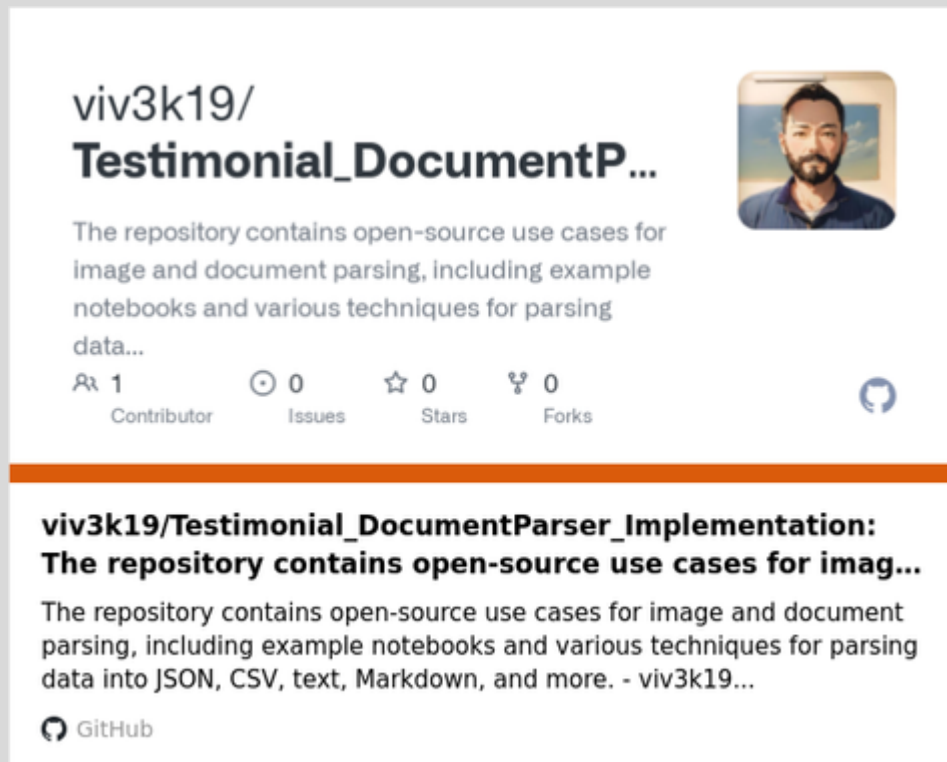 viv3k19/
Testimonial_DocumentP...
The repository contains open-source use cases for
image and document parsing, including example
notebooks and various techniques for parsing
data...
1 0 0 0
Contributor Issues Stars Forks
viv3k19/Testimonial_DocumentParser_Implementation:
The repository contains open-source use cases for imag...
The repository contains open-source use cases for image and document
parsing, including example notebooks and various techniques for parsing
data into JSON, CSV, text, Markdown, and more. - viv3k19...
GitHub